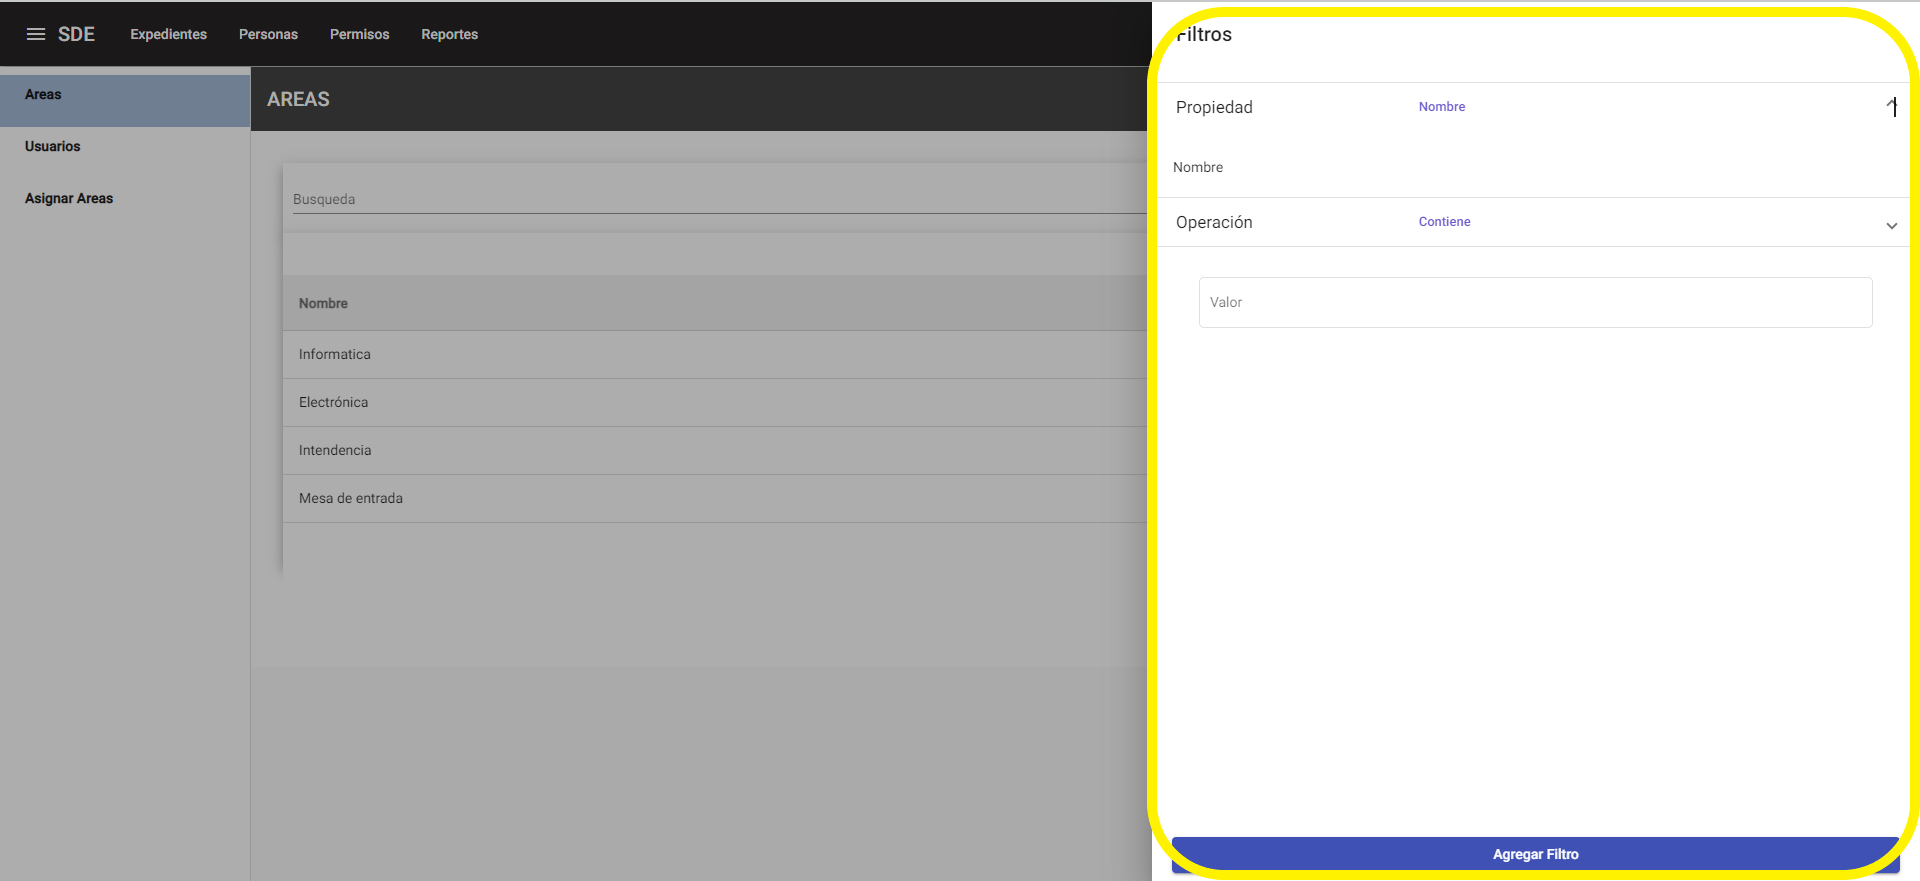 SDE Expedientes Personas Permisos Reportes
Areas
Usuarios
Asignar Areas
AREAS
Busqueda
Nombre
Informatica
Electrónica
Intendencia
Mesa de entrada
Filtros
Propiedad Nombre
Nombre
Operación Contiene
Valor
Agregar Filtro